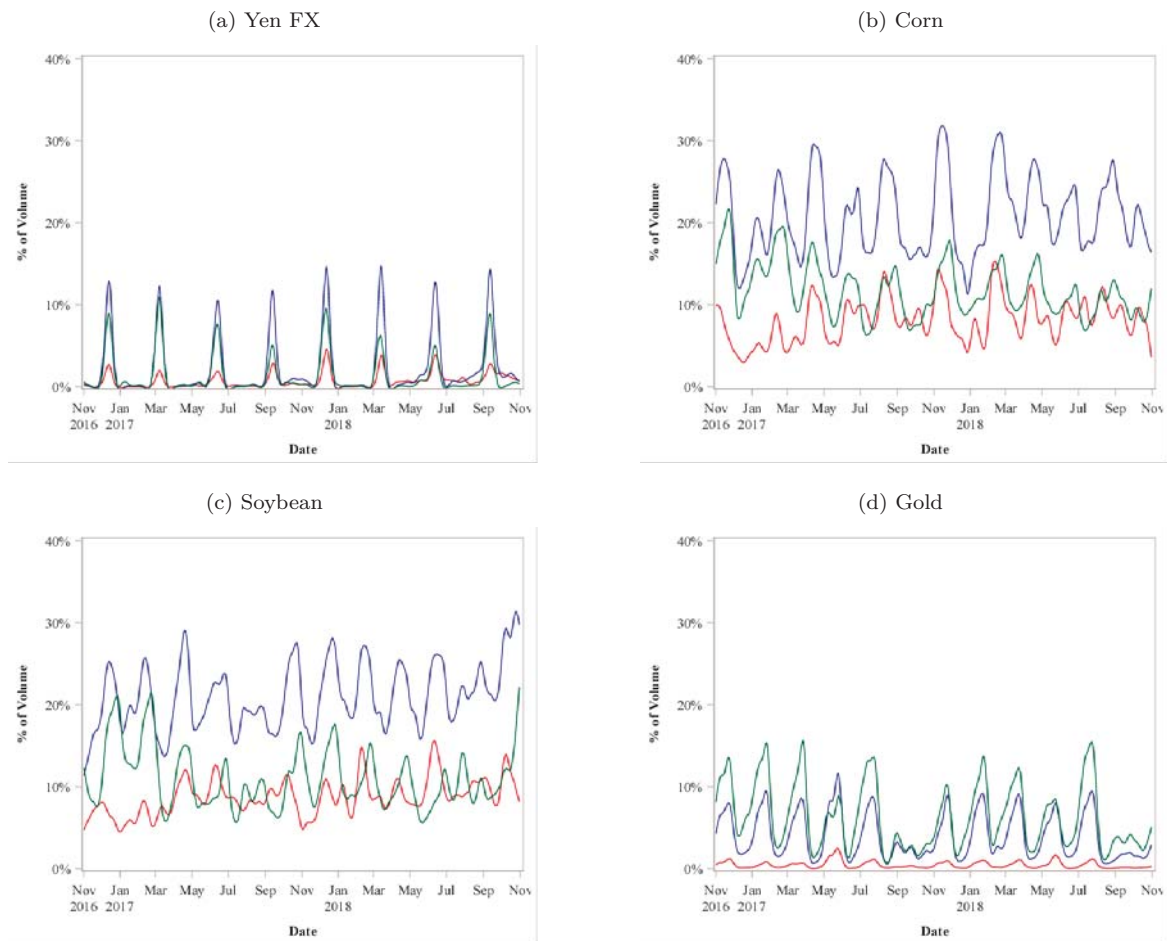 (a) Yen FX
40%
30%
20%
10%
0%
% of Volume
Nov Jan Mar May Jul Sep Nov Jan Mar May Jul Sep Nov
2016 2017 2018
Date
(b) Corn
40%
30%
20%
10%
0%
% of Volume
Nov Jan Mar May Jul Sep Nov Jan Mar May Jul Sep Nov
2016 2017 2018
Date
(c) Soybean
40%
30%
20%
10%
0%
% of Volume
Nov Jan Mar May Jul Sep Nov Jan Mar May Jul Sep Nov
2016 2017 2018
Date
(d) Gold
40%
30%
20%
10%
0%
% of Volume
Nov Jan Mar May Jul Sep Nov Jan Mar May Jul Sep Nov
2016 2017 2018
Date